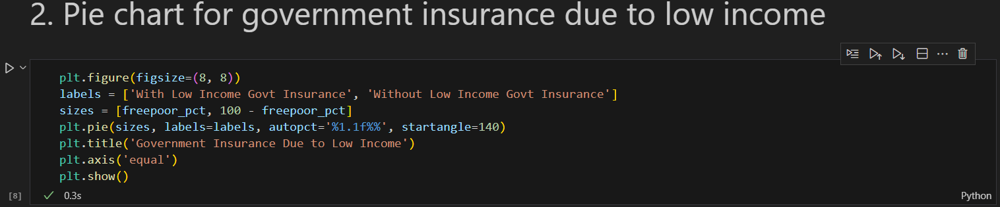 2. Pie chart for government insurance due to low income
plt.figure(figsize=(8, 8))
labels = ['With Low Income Govt Insurance', 'Without Low Income Govt Insurance']
sizes = [freepoor_pct, 100 - freepoor_pct]
plt.pie(sizes, labels=labels, autopct='%1.1f%%', startangle=140)
plt.title('Government Insurance Due to Low Income')
plt.axis('equal')
plt.show()
[8]
0.3s
Python